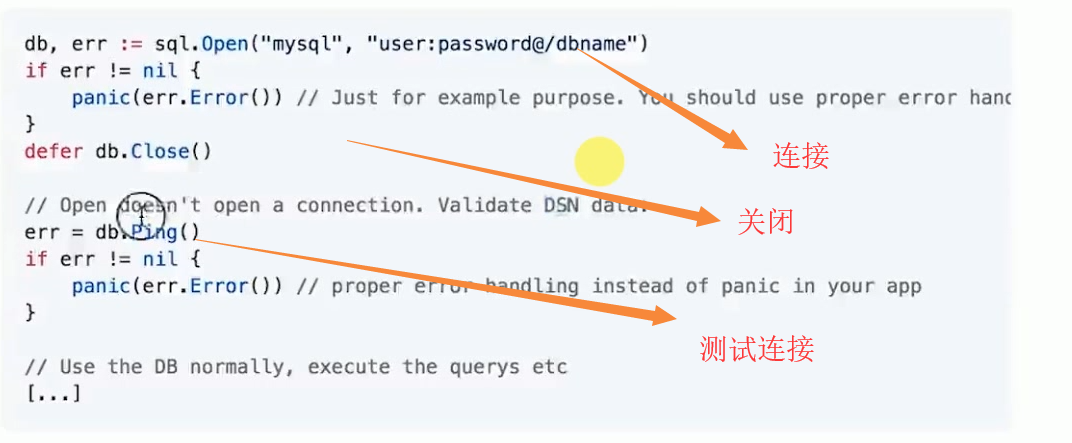 db, err := sql.Open("mysql", "user:password@/dbname")
if err != nil {
panic(err.Error()) // Just for example purpose. You should use proper error hand
}
defer db.Close()
连接
// Open doesn't open a connection. Validate DSN data:
关闭
err = db.Ping()
if err != nil {
panic(err.Error()) // proper error handling instead of panic in your app
}
测试连接
// Use the DB normally, execute the querys etc
[...]